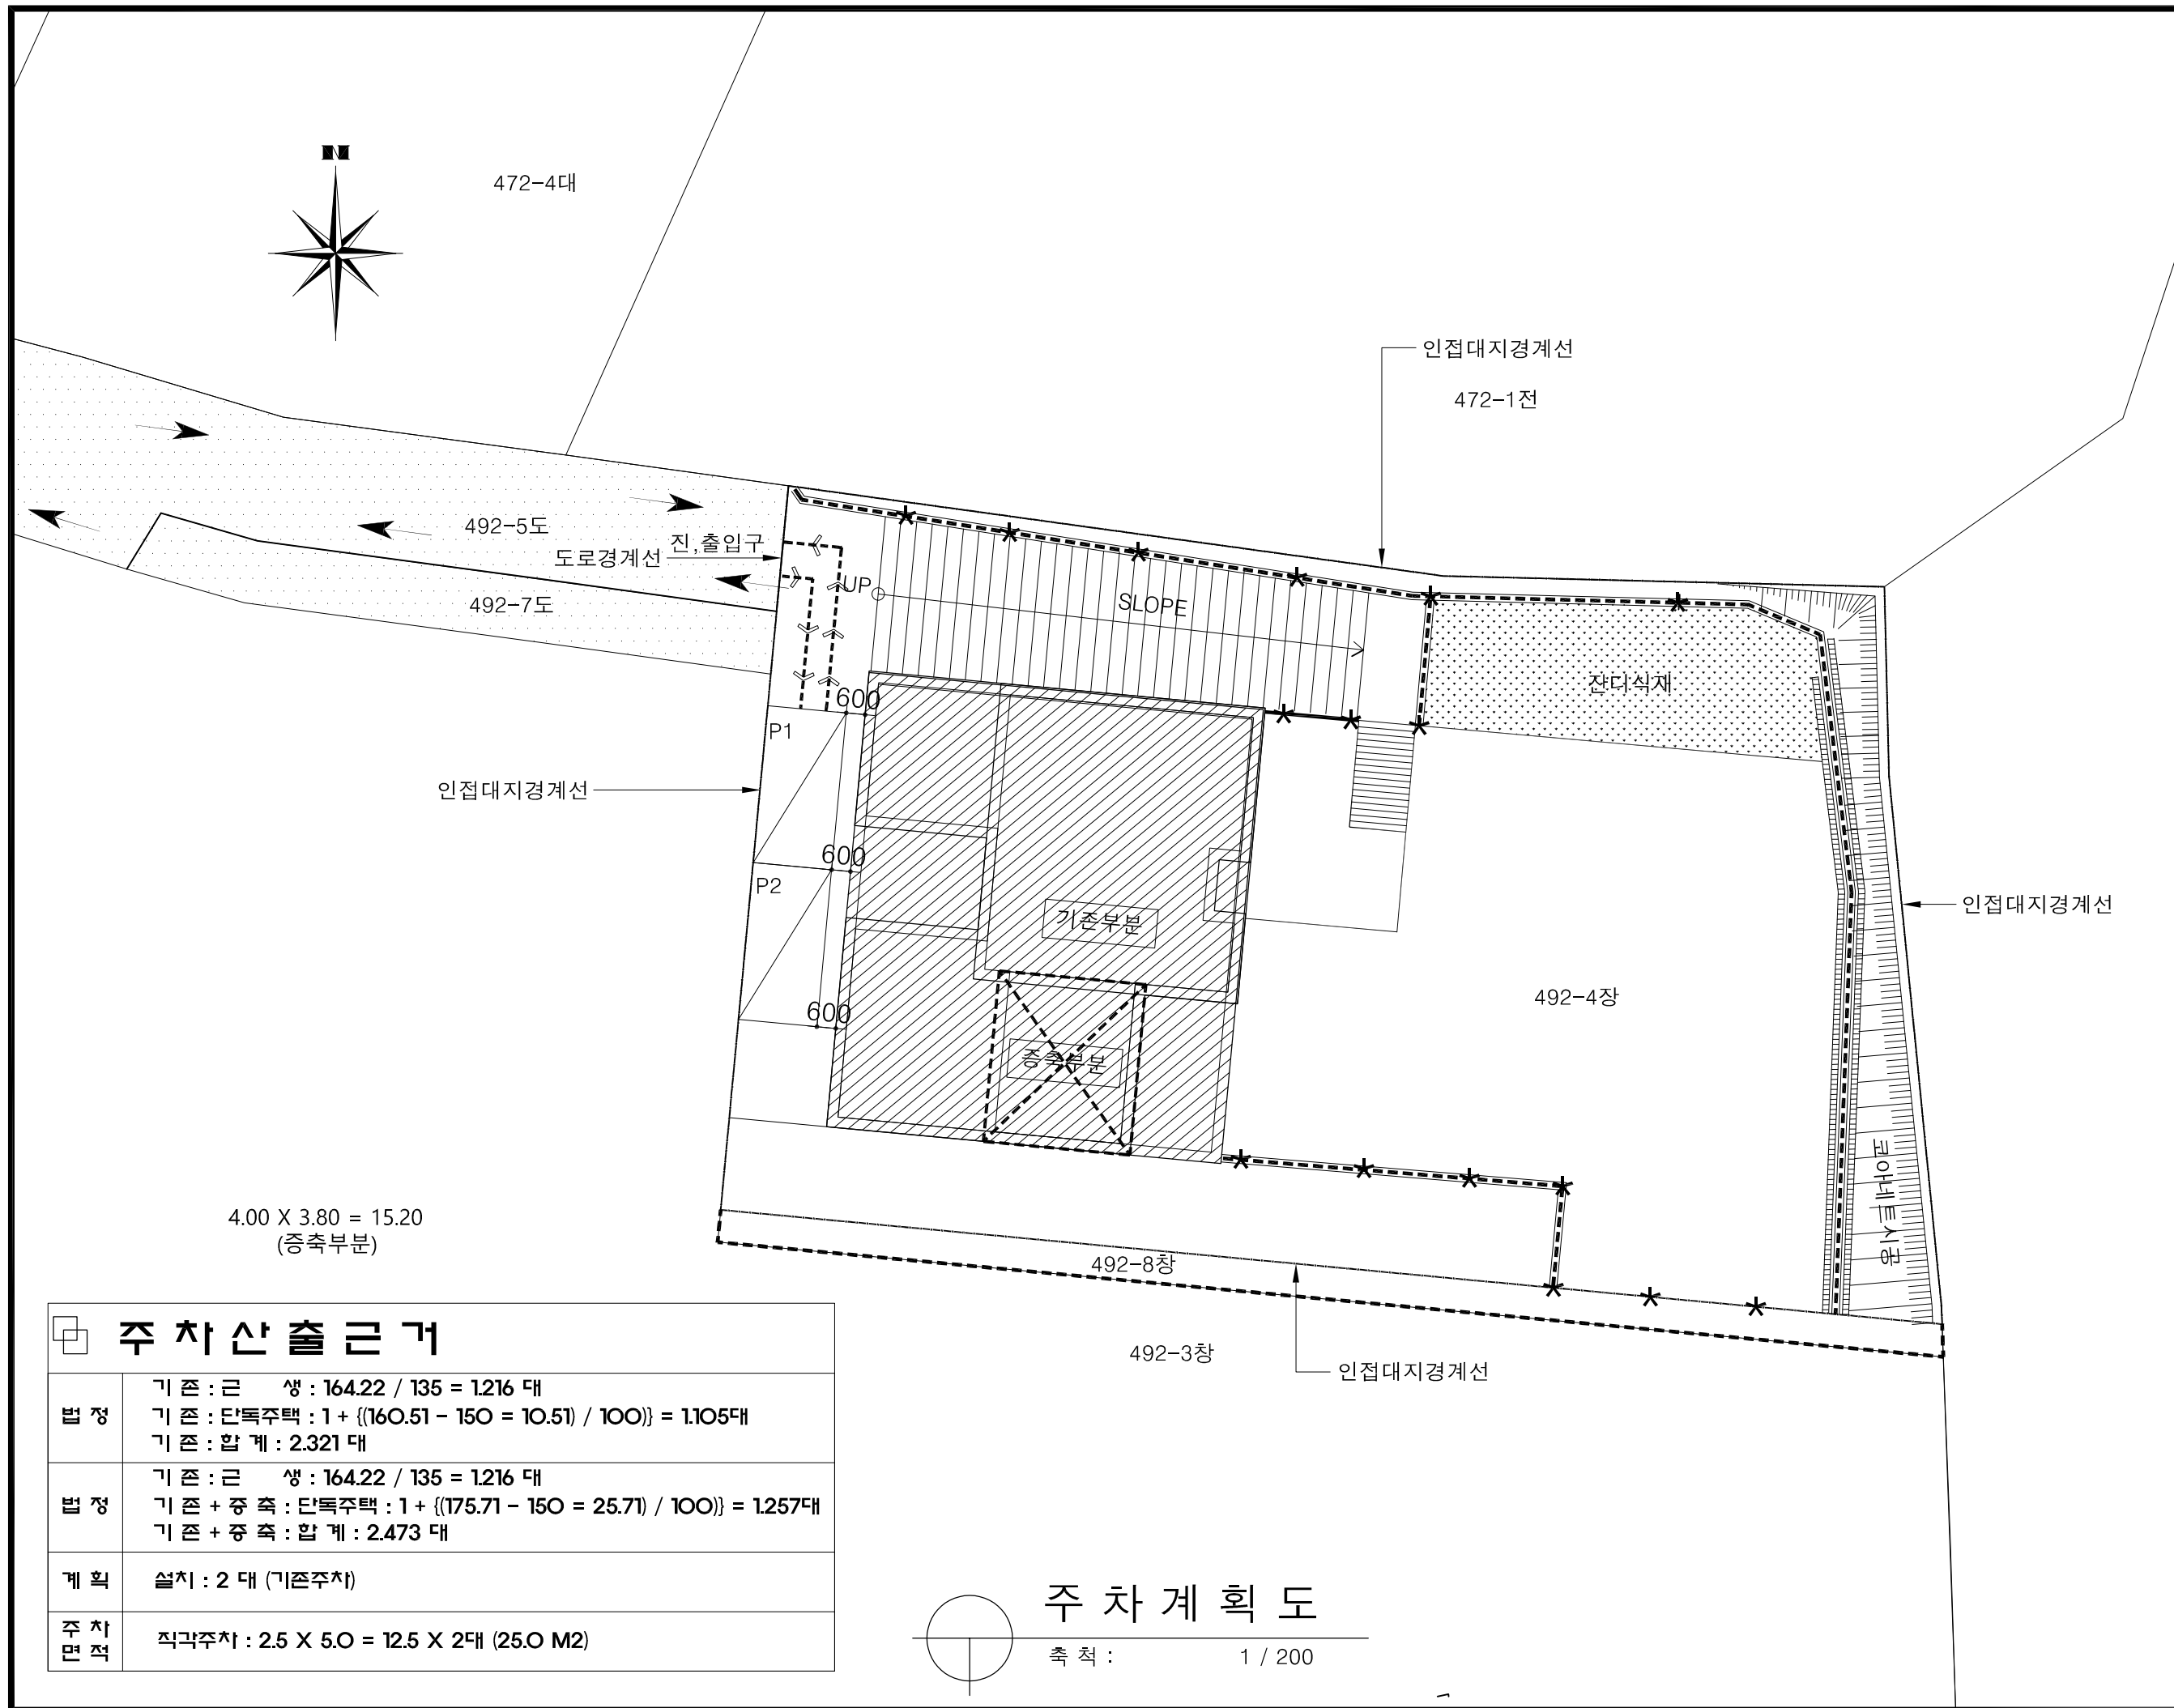 472-4대
인접대지경계선
472-1전
492-5도
진,출입구
도로경계선
492-7도
UP
SLOPE
잔디식재
600
P1
인접대지경계선
600
P2
기존부분
인접대지경계선
492-4장
600
증축부분
코아네트시공
4.00 X 3.80 = 15.20
(증축부분)
492-8창
492-3창
인접대지경계선
주 차 산 출 근 거
법 정
기 존 : 근 생 : 164.22 / 135 = 1.216 대
기 존 : 단독주택 : 1 + {(160.51 - 150 = 10.51) / 100)} = 1.105대
기 존 : 합 계 : 2.321 대
법 정
기 존 : 근 생 : 164.22 / 135 = 1.216 대
기 존 + 증 축 : 단독주택 : 1 + {(175.71 - 150 = 25.71) / 100)} = 1.257대
기 존 + 증 축 : 합 계 : 2.473 대
계 획
설치 : 2 대 (기존주차)
주 차
면 적
직각주차 : 2.5 X 5.0 = 12.5 X 2대 (25.0 M2)
주 차 계 획 도
축 척 : 1 / 200